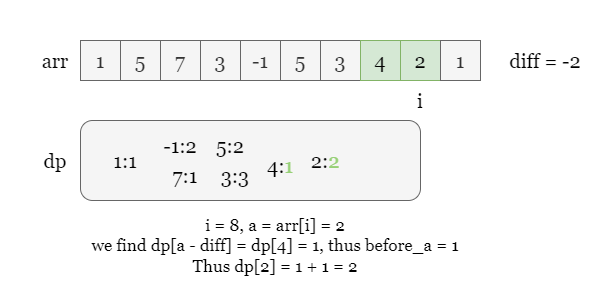 arr 1 5 7 3 -1 5 3 4 2 1 diff = -2
i
dp
-1:2 5:2
1:1 4:1 2:2
7:1 3:3
i = 8, a = arr[i] = 2
we find dp[a - diff] = dp[4] = 1, thus before_a = 1
Thus dp[2] = 1 + 1 = 2